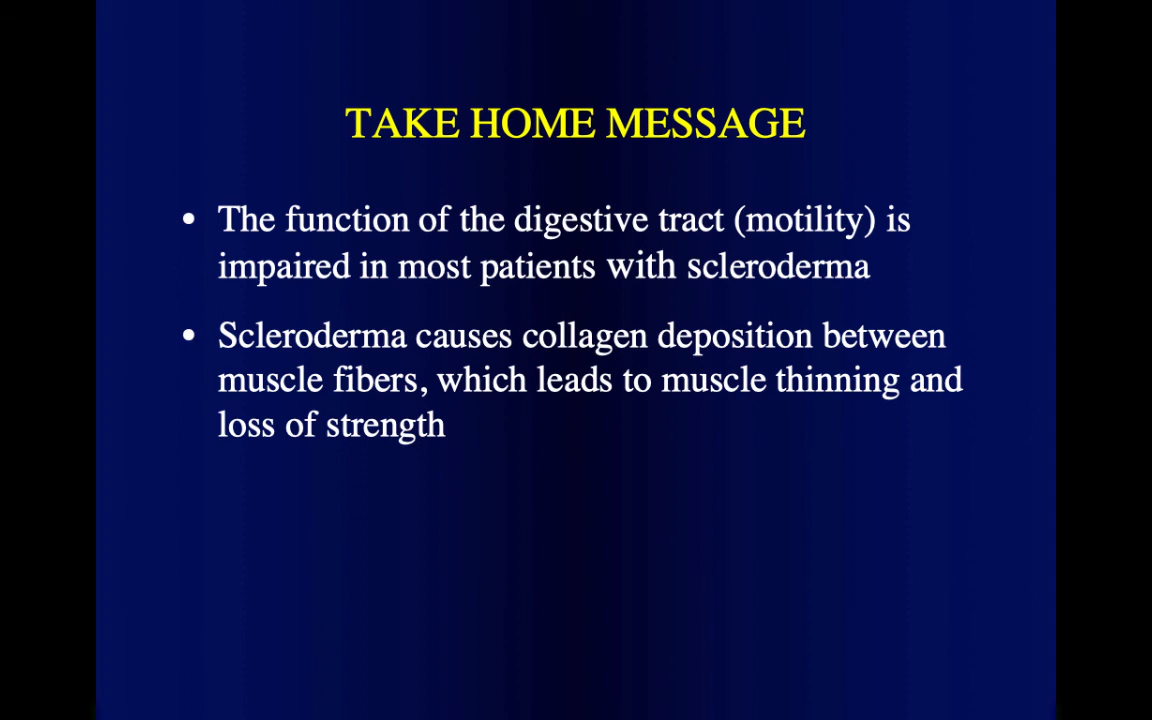 TAKE HOME MESSAGE
• The function of the digestive tract (motility) is
impaired in most patients with scleroderma
• Scleroderma causes collagen deposition between
muscle fibers, which leads to muscle thinning and
loss of strength